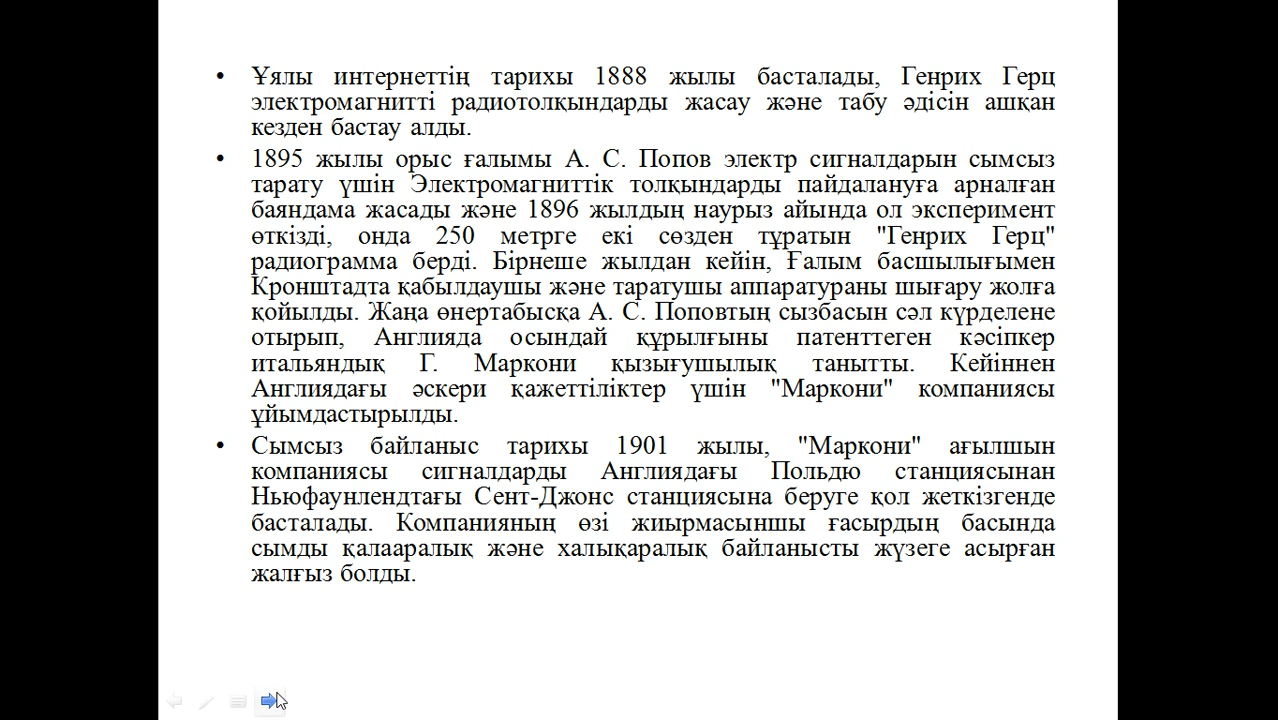 • Ұялы интернеттің тарихы 1888 жылы басталады, Генрих Герц
электромагнитті радиотолқындарды жасау және табу әдісін ашқан
кезден бастау алды.
• 1895 жылы орыс ғалымы А. С. Попов электр сигналдарын сымсыз
тарату үшін Электромагниттік толқындарды пайдалануға арналған
баяндама жасады және 1896 жылдың наурыз айында ол эксперимент
өткізді, онда 250 метрге екі сөзден тұратын "Генрих Герц"
радиограмма берді. Бірнеше жылдан кейін, Ғалым басшылығымен
Кронштадта қабылдаушы және таратушы аппаратураны шығару жолға
қойылды. Жаңа өнертабысқа А. С. Поповтың сызбасын сәл күрделене
отырып, Англияда осындай құрылғыны патенттеген кәсіпкер
итальяндық Г. Маркони қызығушылық танытты. Кейіннен
Англиядағы әскери қажеттіліктер үшін "Маркони" компаниясы
ұйымдастырылды.
• Сымсыз байланыс тарихы 1901 жылы, "Маркони" ағылшын
компаниясы сигналдарды Англиядағы Польдю станциясынан
Ньюфаунлендтағы Сент-Джонс станциясына беруге қол жеткізгенде
басталады. Компанияның өзі жиырмасыншы ғасырдың басында
сымды қалааралық және халықаралық байланысты жүзеге асырған
жалғыз болды.